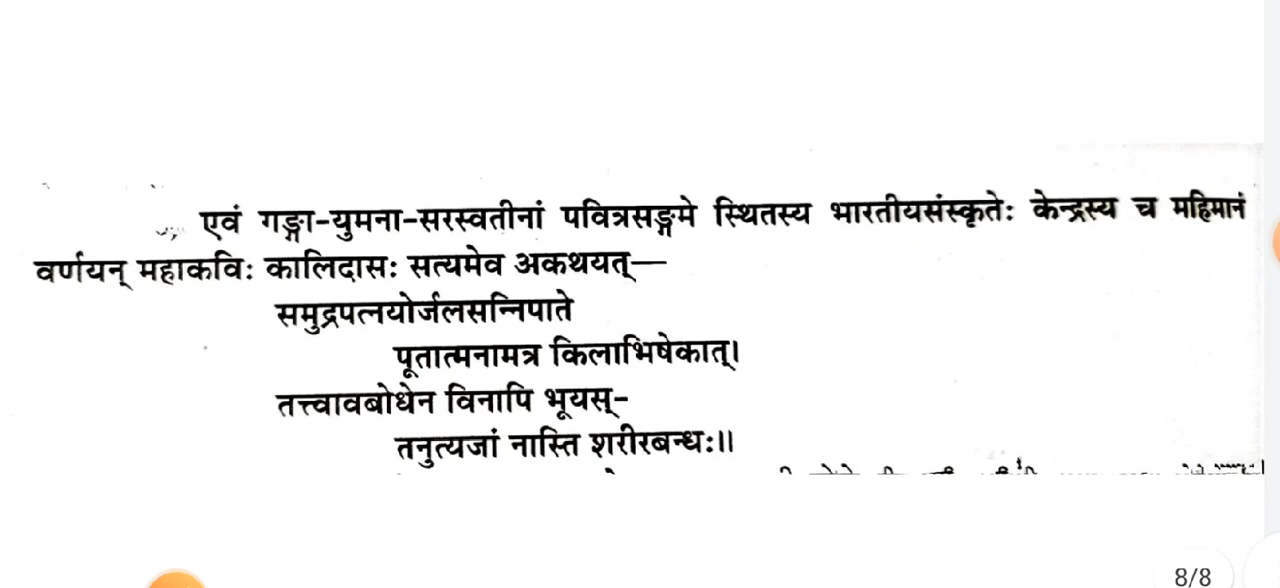 एवं गङ्गा-युमना-सरस्वतीनां पवित्रसङ्गमे स्थितस्य भारतीयसंस्कृतेः केन्द्रस्य च महिमानं
वर्णयन् महाकविः कालिदासः सत्यमेव अकथयत्—
समुद्रपत्नयोर्जलसन्निपाते
पूतात्मनामत्र किलाभिषेकात्।
तत्त्वावबोधेन विनापि भूयस्-
तनुत्यजां नास्ति शरीरबन्धः॥
8/8